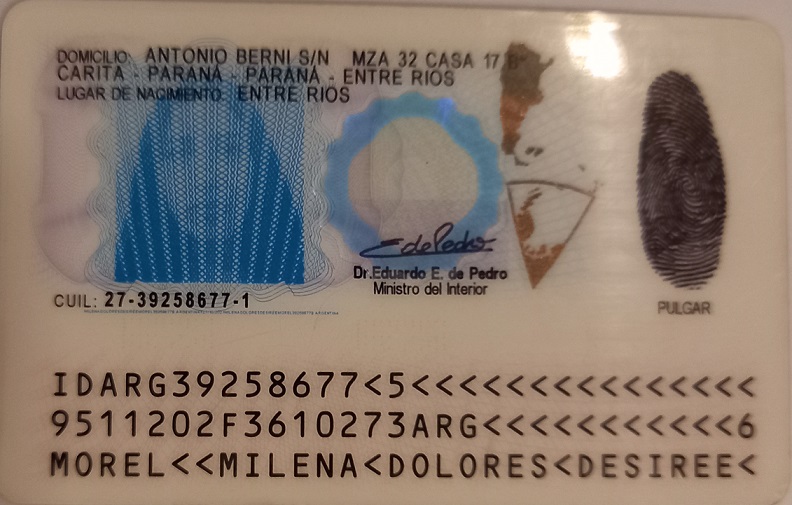 DOMICILIO: ANTONIO BERNI S/N MZA 32 CASA 17 B°
CARITA - PARANÁ - PARANÁ - ENTRE RIOS
LUGAR DE NACIMIENTO: ENTRE RIOS
EdePedro
Dr.Eduardo E. de Pedro
Ministro del Interior
CUIL: 27-39258677-1
PULGAR
IDARG39258677<5<<<<<<<<<<<<<<<
9511202F3610273ARG<<<<<<<<<<<6
MOREL<<MILENA<DOLORES<DESIREE<